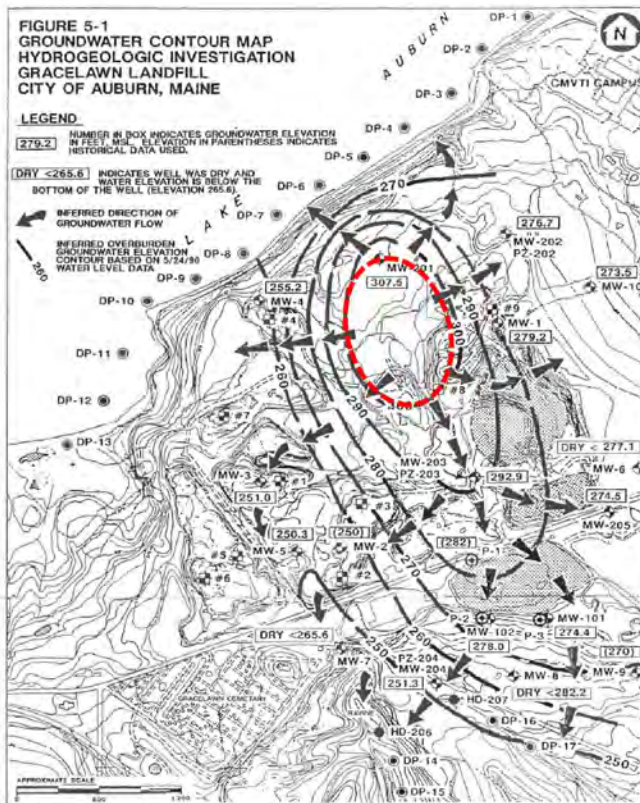 FIGURE 5-1
GROUNDWATER CONTOUR MAP
HYDROGEOLOGIC INVESTIGATION
GRACELAWN LANDFILL
CITY OF AUBURN, MAINE
LEGEND
279.2 NUMBER IN BOX INDICATES GROUNDWATER ELEVATION
IN FEET, MSL. ELEVATION IN PARENTHESES INDICATES
HISTORICAL DATA USED.
DRY <265.6 INDICATES WELL WAS DRY AND
WATER ELEVATION IS BELOW THE
BOTTOM OF THE WELL (ELEVATION 265.6).
INFERRED DIRECTION OF
GROUNDWATER FLOW
260
INFERRED OVERBURDEN
GROUNDWATER ELEVATION
CONTOUR BASED ON 5/24/90
WATER LEVEL DATA
N
LAKE
AUBURN
CMVTI CAMPUS
DP-1
DP-2
DP-3
DP-4
DP-5
DP-6
DP-7
DP-8
DP-9
DP-10
DP-11
DP-12
DP-13
270
276.7
MW-202
PZ-202
273.5
MW-201
307.5
255.2
MW-4
#4
290
300
#9
MW-1
279.2
260
#8
290
280
#7
DRY <277.1
MW-6
MW-203
PZ-203
292.9
274.5
MW-205
MW-3
#1
251.0
#3
250.3
(250)
MW-5
MW-2
(282)
P-1
#5
#6
#2
270
DRY <265.6
260
250
P-2
MW-102
278.0
P-3
MW-101
274.4
(270)
MW-7
PZ-204
MW-204
251.3
MW-8
MW-9
DRY <282.2
GRACELAWN CEMETERY
RAVINE
HD-207
HD-206
DP-16
DP-17
250
DP-14
DP-15
APPROXIMATE SCALE
0